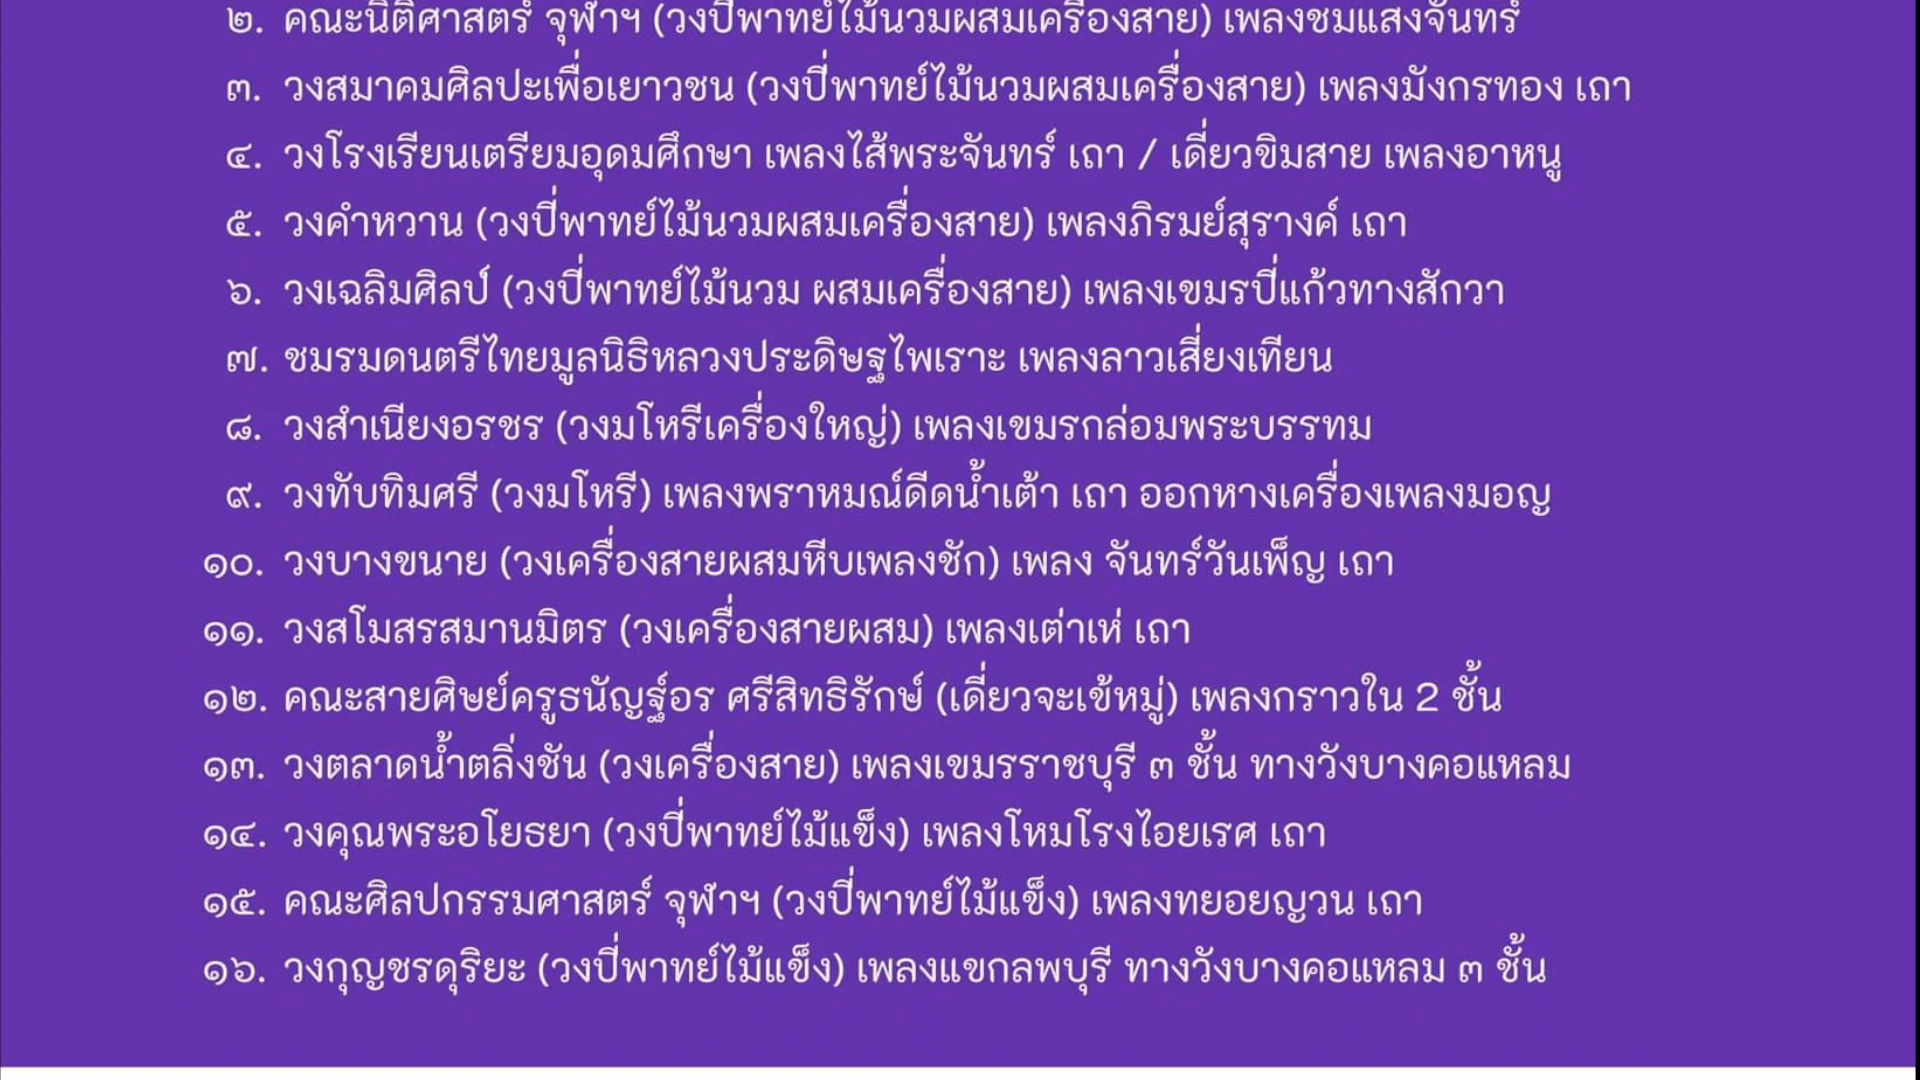 ๒. คณะนิติศาสตร์ จุฬาฯ (วงปี่พาทย์ไม้นวมผสมเครื่องสาย) เพลงชมแสงจันทร์
๓. วงสมาคมศิลปะเพื่อเยาวชน (วงปี่พาทย์ไม้นวมผสมเครื่องสาย) เพลงมังกรทอง เถา
๔. วงโรงเรียนเตรียมอุดมศึกษา เพลงไส้พระจันทร์ เถา / เดี่ยวขิมสาย เพลงอาหนู
๕. วงคำหวาน (วงปี่พาทย์ไม้นวมผสมเครื่องสาย) เพลงภิรมย์สุรางค์ เถา
๖. วงเฉลิมศิลป์ (วงปี่พาทย์ไม้นวม ผสมเครื่องสาย) เพลงเขมรปี่แก้วทางสักวา
๗. ชมรมดนตรีไทยมูลนิธิหลวงประดิษฐไพเราะ เพลงลาวเสี่ยงเทียน
๘. วงสำเนียงอรชร (วงมโหรีเครื่องใหญ่) เพลงเขมรกล่อมพระบรรทม
๙. วงทับทิมศรี (วงมโหรี) เพลงพราหมณ์ดีดน้ำเต้า เถา ออกหางเครื่องเพลงมอญ
๑๐. วงบางขนาย (วงเครื่องสายผสมหีบเพลงชัก) เพลง จันทร์วันเพ็ญ เถา
๑๑. วงสโมสรสมานมิตร (วงเครื่องสายผสม) เพลงเต่าเห่ เถา
๑๒. คณะสายศิษย์ครูธนัญฐ์อร ศรีสิทธิรักษ์ (เดี่ยวจะเข้หมู่) เพลงกราวใน 2 ชั้น
๑๓. วงตลาดน้ำตลิ่งชัน (วงเครื่องสาย) เพลงเขมรราชบุรี ๓ ชั้น ทางวังบางคอแหลม
๑๔. วงคุณพระอโยธยา (วงปี่พาทย์ไม้แข็ง) เพลงโหมโรงไอยเรศ เถา
๑๕. คณะศิลปกรรมศาสตร์ จุฬาฯ (วงปี่พาทย์ไม้แข็ง) เพลงทยอยญวน เถา
๑๖. วงกุญชรดุริยะ (วงปี่พาทย์ไม้แข็ง) เพลงแขกลพบุรี ทางวังบางคอแหลม ๓ ชั้น